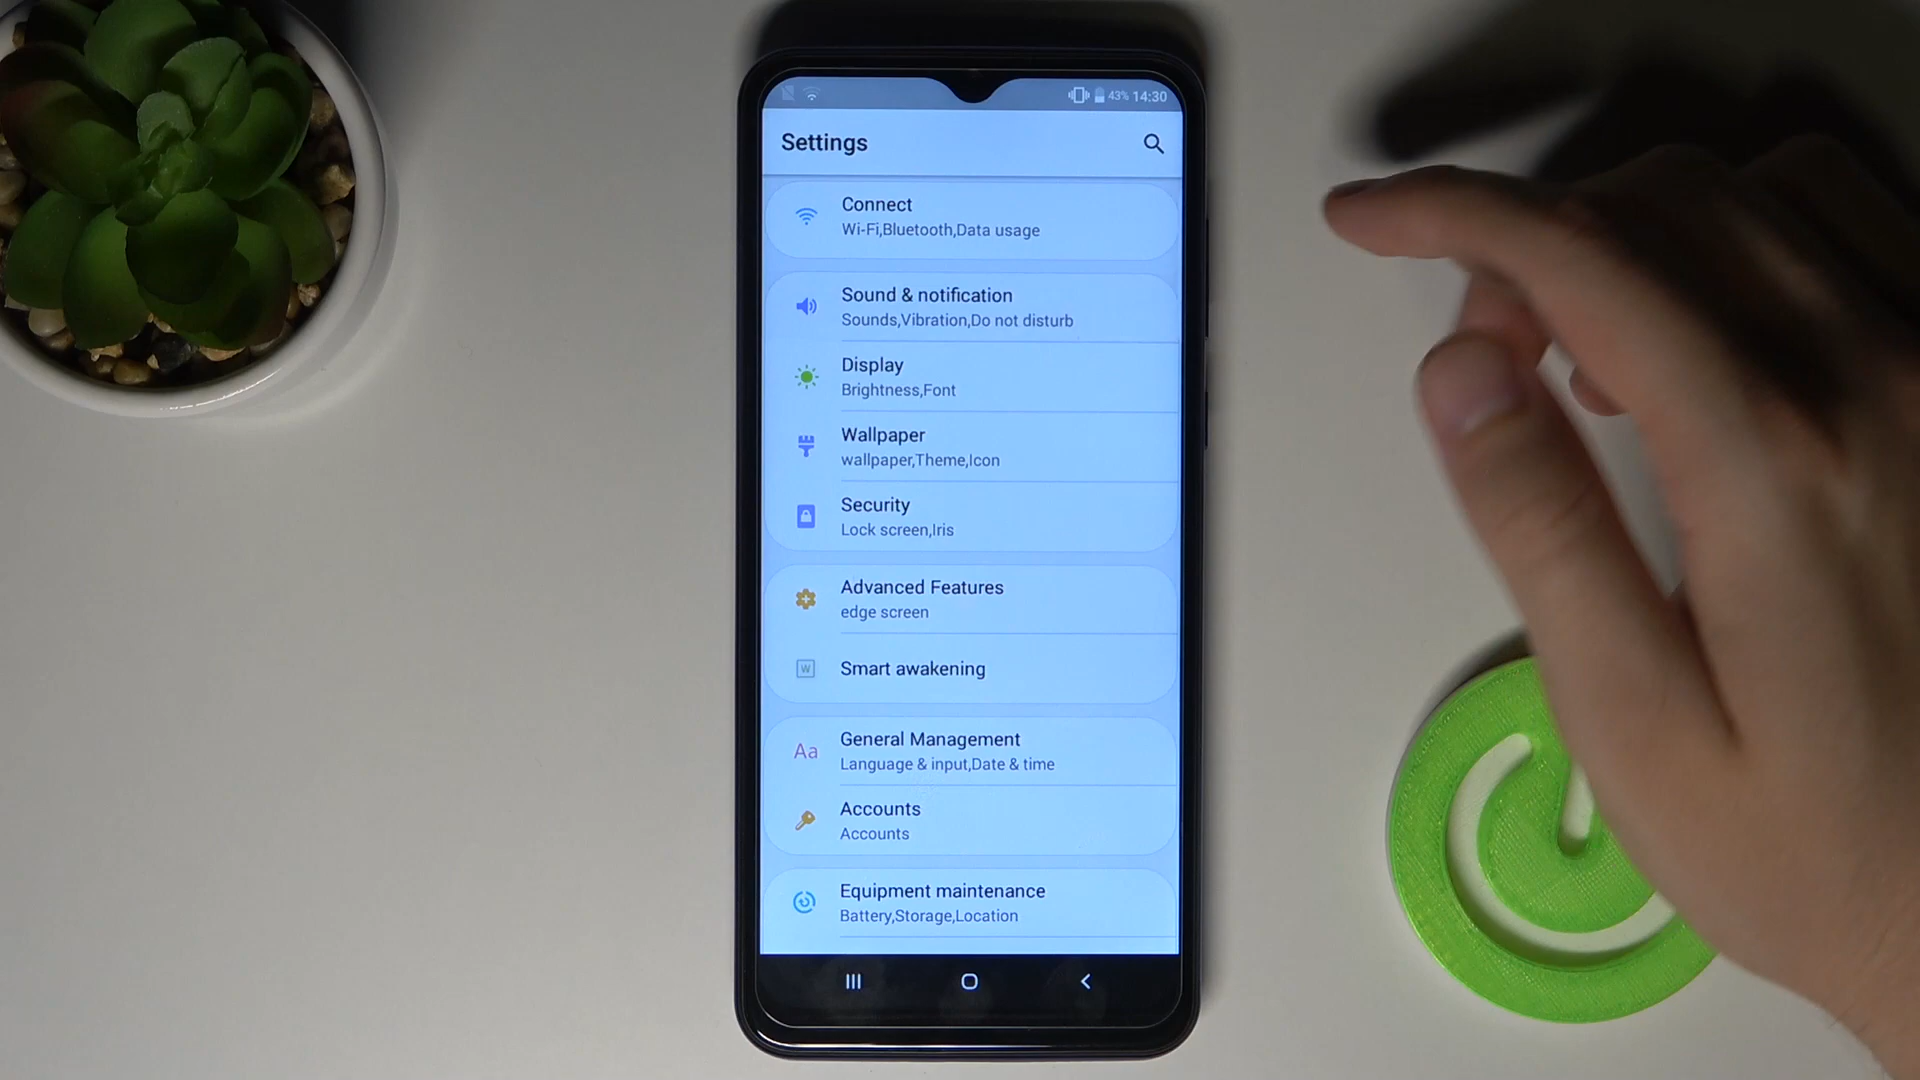 43% 14:30
Settings
Connect
Wi-Fi,Bluetooth,Data usage
Sound & notification
Sounds,Vibration,Do not disturb
Display
Brightness,Font
Wallpaper
wallpaper,Theme,Icon
Security
Lock screen,Iris
Advanced Features
edge screen
W
Smart awakening
Aa
General Management
Language & input,Date & time
Accounts
Accounts
Equipment maintenance
Battery,Storage,Location